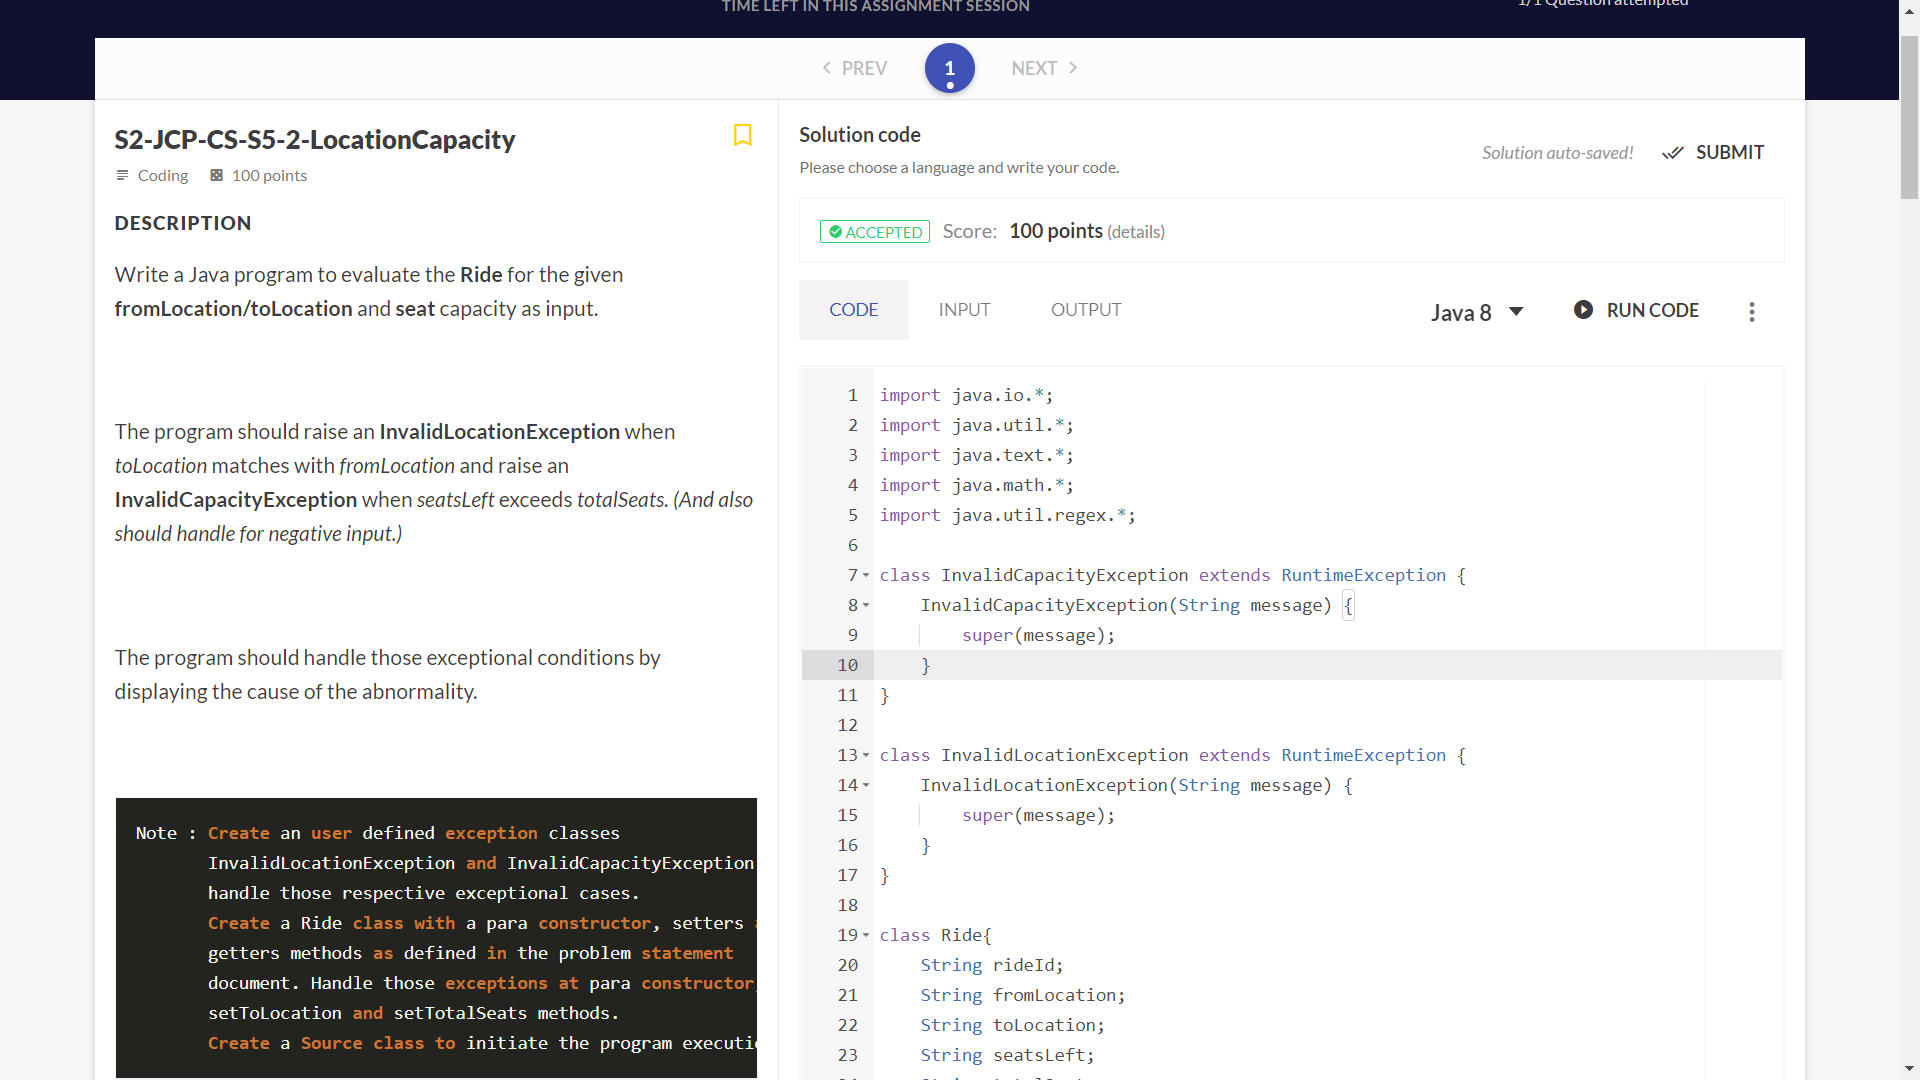 TIME LEFT IN THIS ASSIGNMENT SESSION
1/1 Question attempted
PREV
1
NEXT
S2-JCP-CS-S5-2-LocationCapacity
Coding 100 points
DESCRIPTION
Write a Java program to evaluate the Ride for the given
fromLocation/toLocation and seat capacity as input.
The program should raise an InvalidLocationException when
toLocation matches with fromLocation and raise an
InvalidCapacityException when seatsLeft exceeds totalSeats. (And also
should handle for negative input.)
The program should handle those exceptional conditions by
displaying the cause of the abnormality.
Note : Create an user defined exception classes
InvalidLocationException and InvalidCapacityException
handle those respective exceptional cases.
Create a Ride class with a para constructor, setters
getters methods as defined in the problem statement
document. Handle those exceptions at para constructor,
setToLocation and setTotalSeats methods.
Create a Source class to initiate the program executi
Solution code
Please choose a language and write your code.
Solution auto-saved!
SUBMIT
ACCEPTED Score: 100 points (details)
CODE
INPUT
OUTPUT
Java 8
RUN CODE
1 import java.io.*;
2 import java.util.*;
3 import java.text.*;
4 import java.math.*;
5 import java.util.regex.*;
6
7 class InvalidCapacityException extends RuntimeException {
8     InvalidCapacityException(String message) {
9         super(message);
10     }
11 }
12
13 class InvalidLocationException extends RuntimeException {
14     InvalidLocationException(String message) {
15         super(message);
16     }
17 }
18
19 class Ride{
20     String rideId;
21     String fromLocation;
22     String toLocation;
23     String seatsLeft;